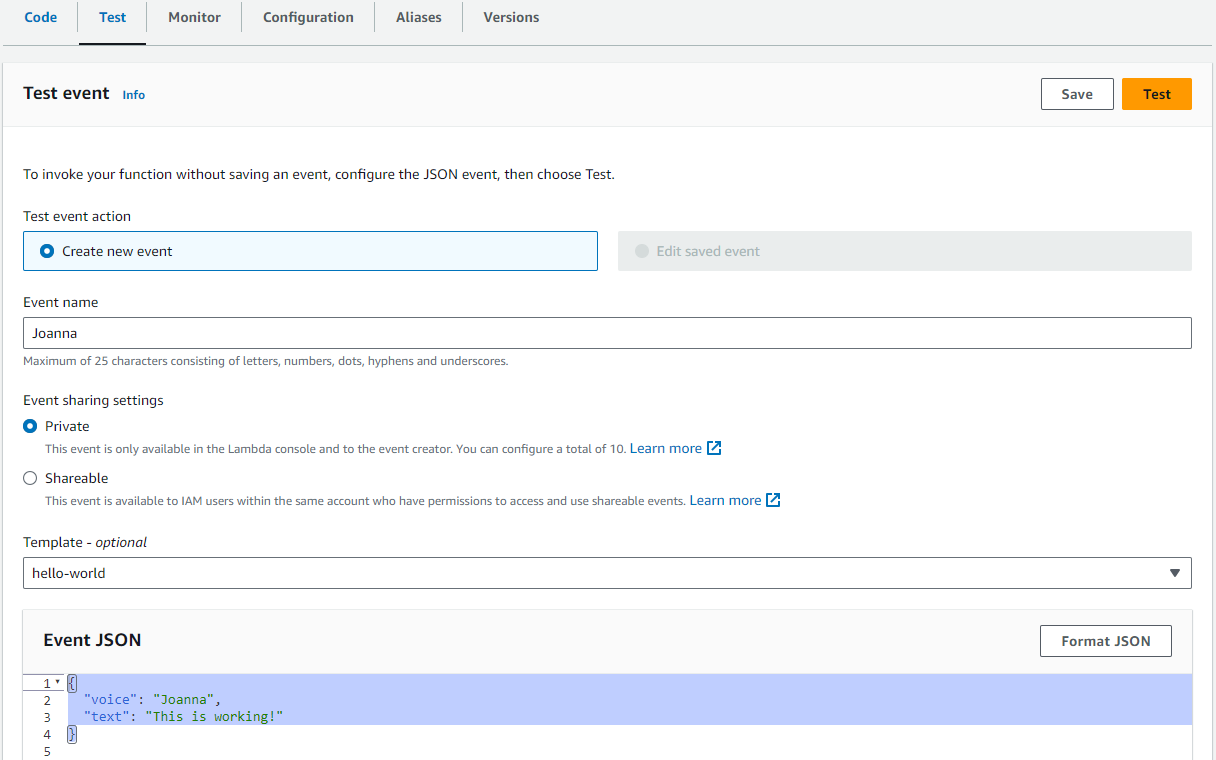 Code Test Monitor Configuration Aliases Versions
Test event Info Save Test
To invoke your function without saving an event, configure the JSON event, then choose Test.
Test event action
Create new event Edit saved event
Event name
Joanna
Maximum of 25 characters consisting of letters, numbers, dots, hyphens and underscores.
Event sharing settings
Private
This event is only available in the Lambda console and to the event creator. You can configure a total of 10. Learn more
Shareable
This event is available to IAM users within the same account who have permissions to access and use shareable events. Learn more
Template - optional
hello-world
Event JSON Format JSON
1 {
2 "voice": "Joanna",
3 "text": "This is working!"
4 }
5